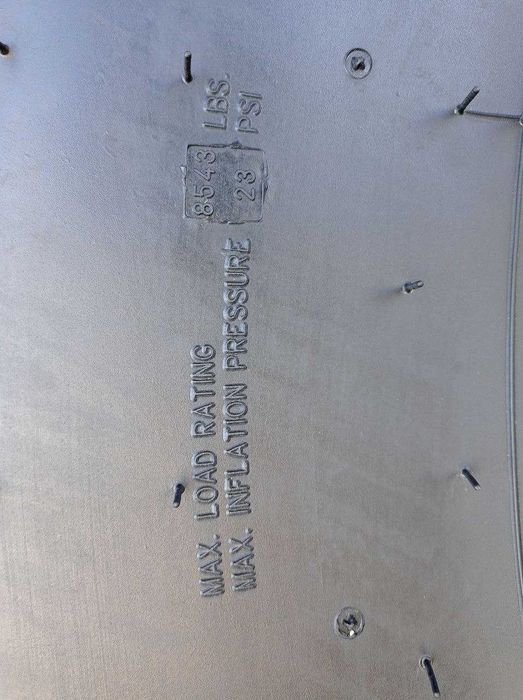 MAX. LOAD RATING 8543 LBS.
MAX. INFLATION PRESSURE 23 PSI